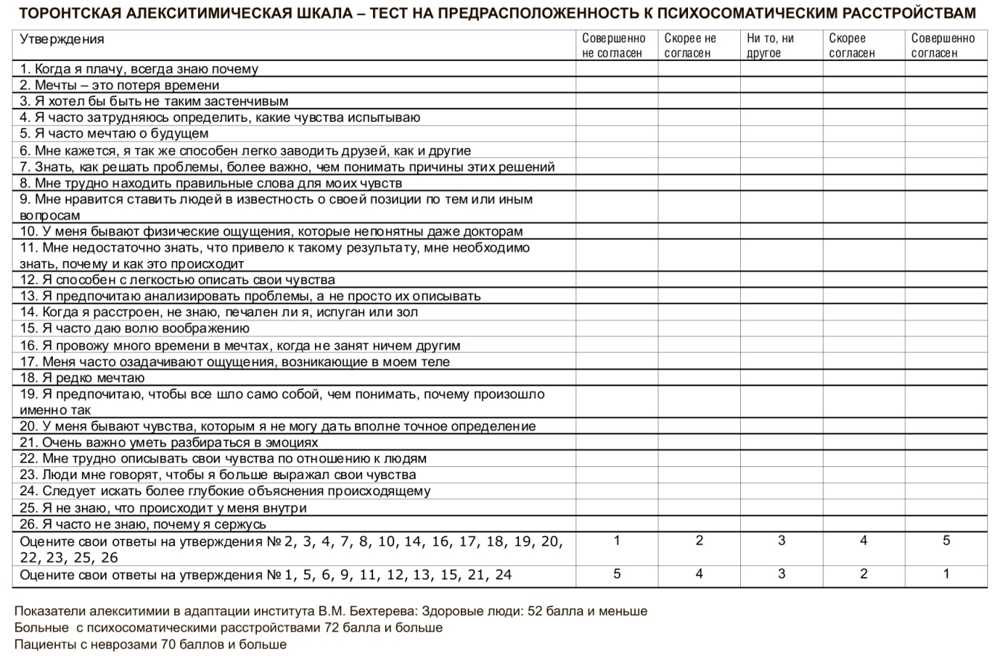 ТОРОНТСКАЯ АЛЕКСИТИМИЧЕСКАЯ ШКАЛА – ТЕСТ НА ПРЕДРАСПОЛОЖЕННОСТЬ К ПСИХОСОМАТИЧЕСКИМ РАССТРОЙСТВАМ
Утверждения
Совершенно
не согласен
Скорее не
согласен
Ни то, ни
другое
Скорее
согласен
Совершенно
согласен
1. Когда я плачу, всегда знаю почему
2. Мечты – это потеря времени
3. Я хотел бы быть не таким застенчивым
4. Я часто затрудняюсь определить, какие чувства испытываю
5. Я часто мечтаю о будущем
6. Мне кажется, я так же способен легко заводить друзей, как и другие
7. Знать, как решать проблемы, более важно, чем понимать причины этих решений
8. Мне трудно находить правильные слова для моих чувств
9. Мне нравится ставить людей в известность о своей позиции по тем или иным
вопросам
10. У меня бывают физические ощущения, которые непонятны даже докторам
11. Мне недостаточно знать, что привело к такому результату, мне необходимо
знать, почему и как это происходит
12. Я способен с легкостью описать свои чувства
13. Я предпочитаю анализировать проблемы, а не просто их описывать
14. Когда я расстроен, не знаю, печален ли я, испуган или зол
15. Я часто даю волю воображению
16. Я провожу много времени в мечтах, когда не занят ничем другим
17. Меня часто озадачивают ощущения, возникающие в моем теле
18. Я редко мечтаю
19. Я предпочитаю, чтобы все шло само собой, чем понимать, почему произошло
именно так
20. У меня бывают чувства, которым я не могу дать вполне точное определение
21. Очень важно уметь разбираться в эмоциях
22. Мне трудно описывать свои чувства по отношению к людям
23. Люди мне говорят, чтобы я больше выражал свои чувства
24. Следует искать более глубокие объяснения происходящему
25. Я не знаю, что происходит у меня внутри
26. Я часто не знаю, почему я сержусь
Оцените свои ответы на утверждения № 2, 3, 4, 7, 8, 10, 14, 16, 17, 18, 19, 20,
22, 23, 25, 26
1 2 3 4 5
Оцените свои ответы на утверждения № 1, 5, 6, 9, 11, 12, 13, 15, 21, 24
5 4 3 2 1
Показатели алекситимии в адаптации института В.М. Бехтерева: Здоровые люди: 52 балла и меньше
Больные с психосоматическими расстройствами 72 балла и больше
Пациенты с неврозами 70 баллов и больше